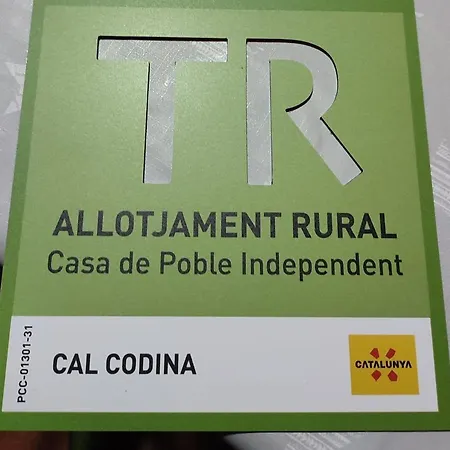 TR
ALLOTJAMENT RURAL
Casa de Poble Independent
PCC-01301-31
CAL CODINA
CATALUNYA